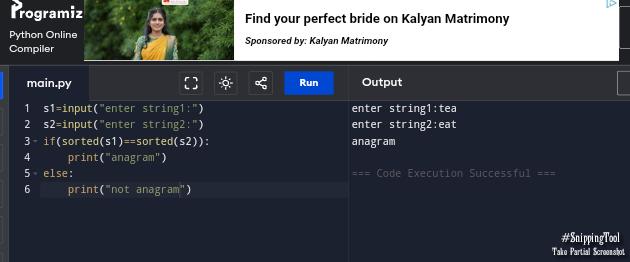 Programiz
Python Online
Compiler
Find your perfect bride on Kalyan Matrimony
Sponsored by: Kalyan Matrimony
main.py
Run
Output
1 s1=input("enter string1:")
2 s2=input("enter string2:")
3 if(sorted(s1)==sorted(s2)):
4     print("anagram")
5 else:
6     print("not anagram")
enter string1:tea
enter string2:eat
anagram
=== Code Execution Successful ===
#SnippingTool
Take Partial Screenshot